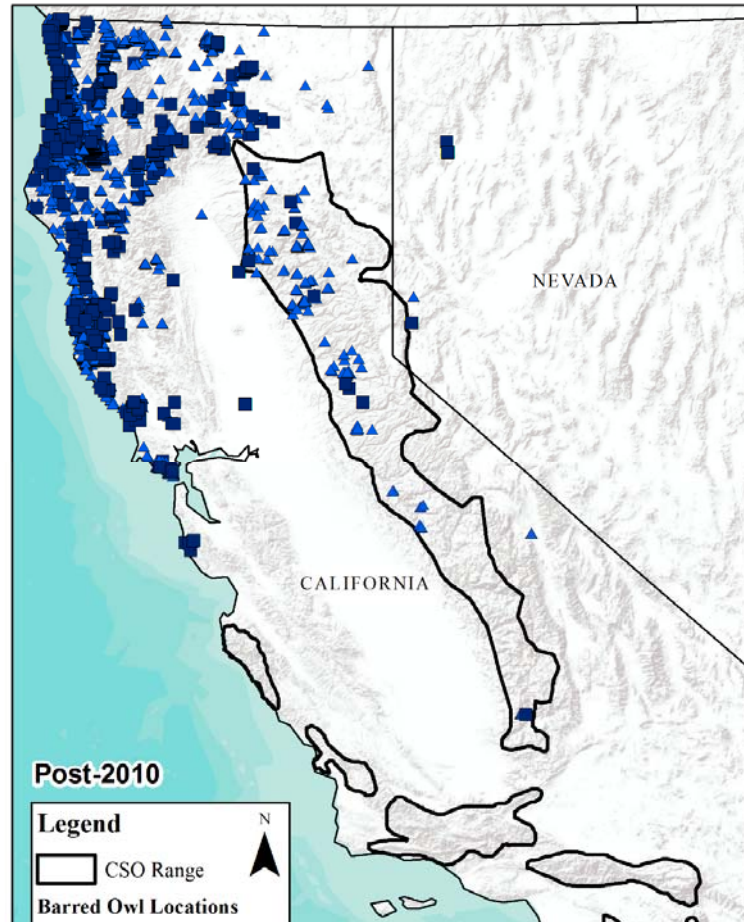 NEVADA
CALIFORNIA
Post-2010
Legend
N
CSO Range
Barred Owl Locations